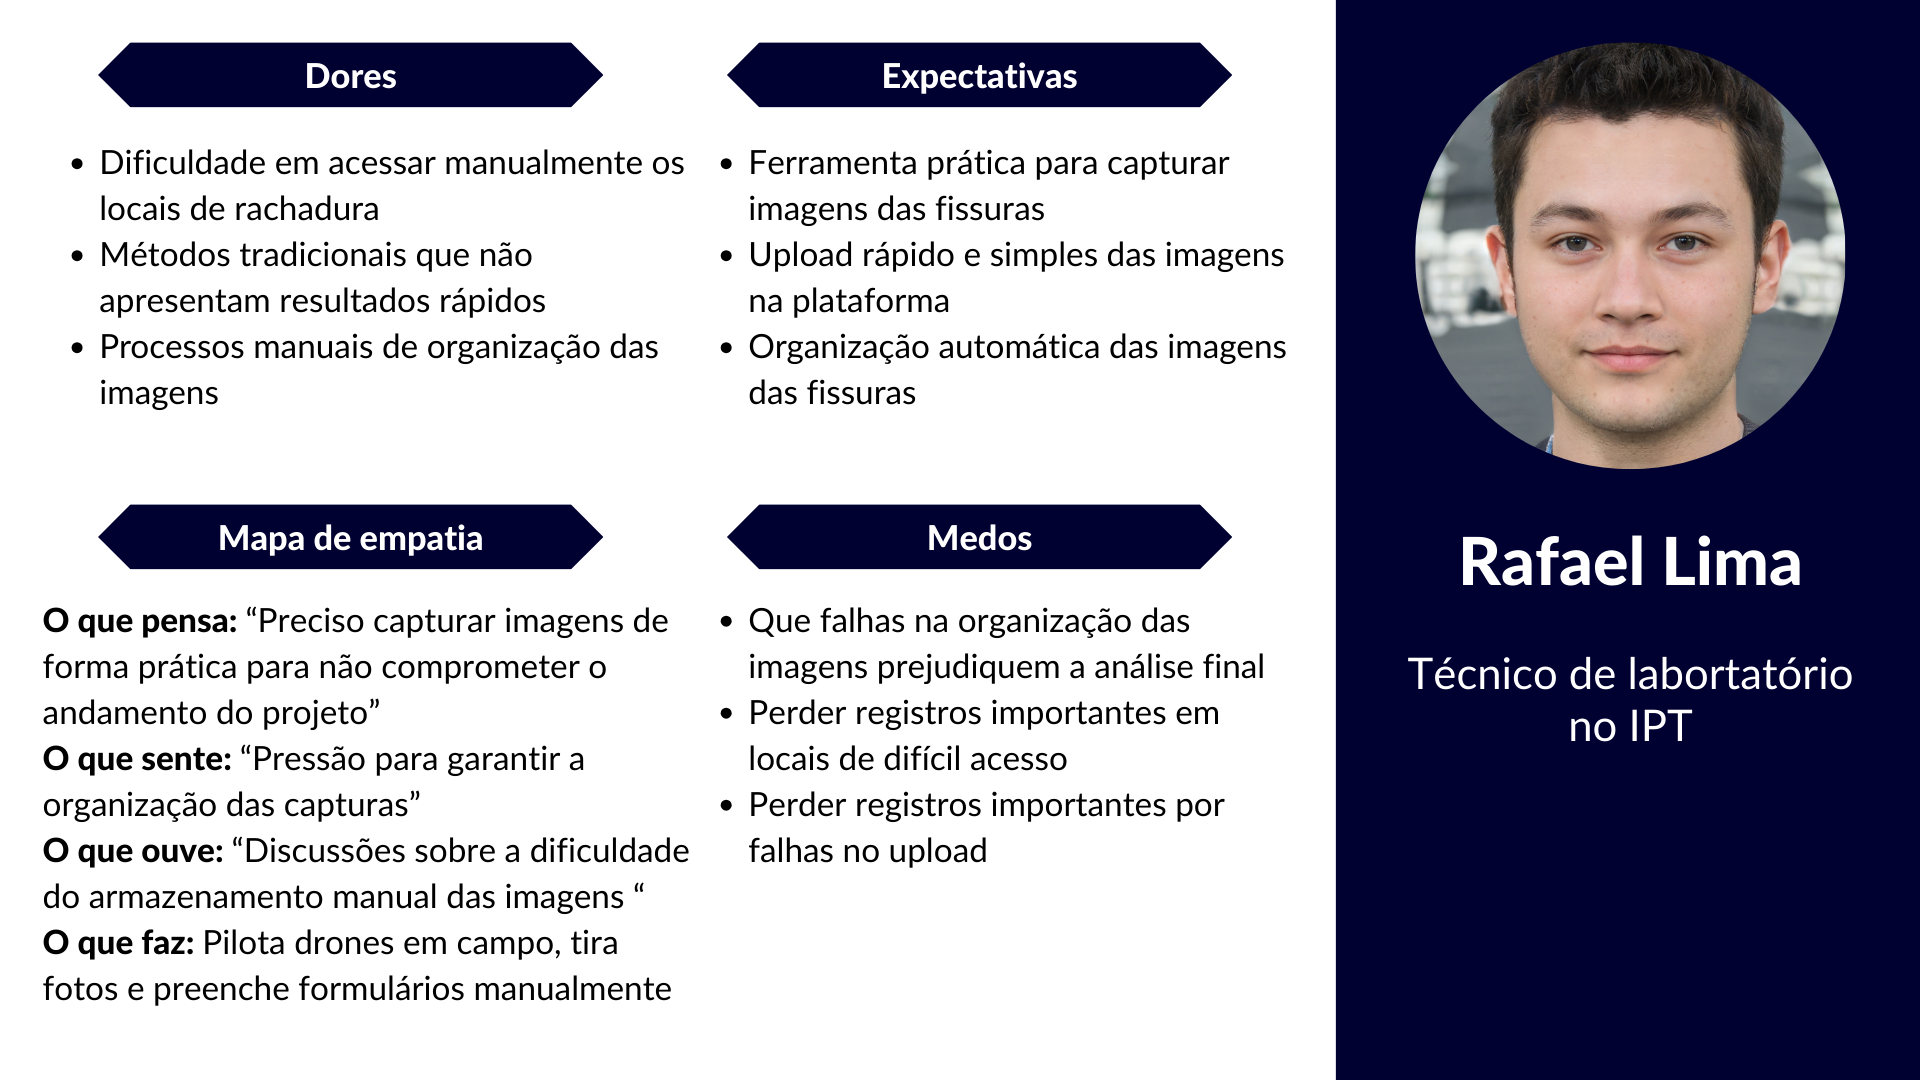 Dores
• Dificuldade em acessar manualmente os
locais de rachadura
• Métodos tradicionais que não
apresentam resultados rápidos
• Processos manuais de organização das
imagens
Expectativas
• Ferramenta prática para capturar
imagens das fissuras
• Upload rápido e simples das imagens
na plataforma
• Organização automática das imagens
das fissuras
Mapa de empatia
O que pensa: “Preciso capturar imagens de
forma prática para não comprometer o
andamento do projeto”
O que sente: “Pressão para garantir a
organização das capturas”
O que ouve: “Discussões sobre a dificuldade
do armazenamento manual das imagens “
O que faz: Pilota drones em campo, tira
fotos e preenche formulários manualmente
Medos
• Que falhas na organização das
imagens prejudiquem a análise final
• Perder registros importantes em
locais de difícil acesso
• Perder registros importantes por
falhas no upload
Rafael Lima
Técnico de labortatório
no IPT